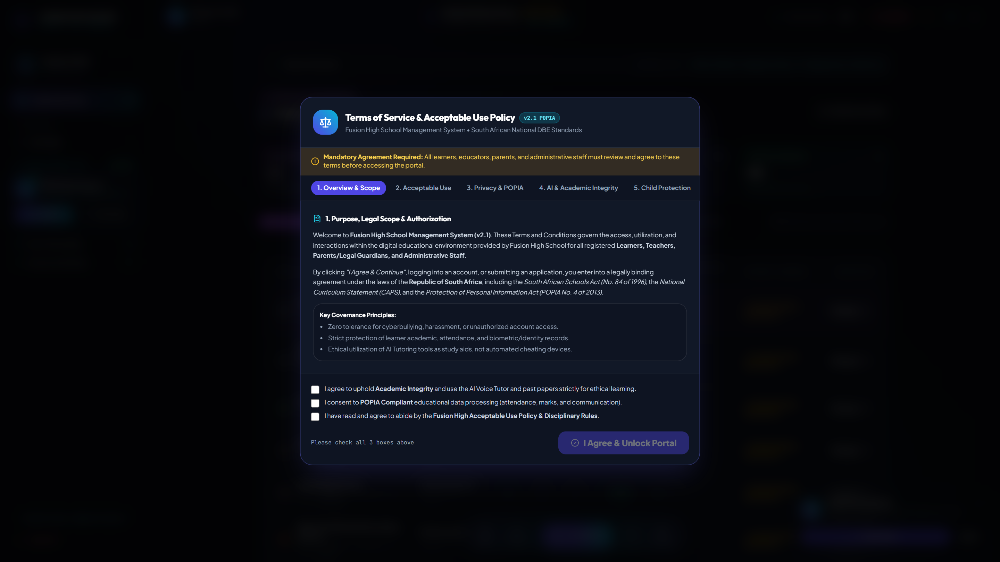 Terms of Service & Acceptable Use Policy v2.1 POPIA
Fusion High School Management System • South African National DBE Standards
Mandatory Agreement Required: All learners, educators, parents, and administrative staff must review and agree to these
terms before accessing the portal.
1. Overview & Scope 2. Acceptable Use 3. Privacy & POPIA 4. AI & Academic Integrity 5. Child Protection
1. Purpose, Legal Scope & Authorization
Welcome to Fusion High School Management System (v2.1). These Terms and Conditions govern the access, utilization, and
interactions within the digital educational environment provided by Fusion High School for all registered Learners, Teachers,
Parents/Legal Guardians, and Administrative Staff.
By clicking "I Agree & Continue", logging into an account, or submitting an application, you enter into a legally binding
agreement under the laws of the Republic of South Africa, including the South African Schools Act (No. 84 of 1996), the National
Curriculum Statement (CAPS), and the Protection of Personal Information Act (POPIA No. 4 of 2013).
Key Governance Principles:
• Zero tolerance for cyberbullying, harassment, or unauthorized account access.
• Strict protection of learner academic, attendance, and biometric/identity records.
• Ethical utilization of AI Tutoring tools as study aids, not automated cheating devices.
I agree to uphold Academic Integrity and use the AI Voice Tutor and past papers strictly for ethical learning.
I consent to POPIA Compliant educational data processing (attendance, marks, and communication).
I have read and agree to abide by the Fusion High Acceptable Use Policy & Disciplinary Rules.
Please check all 3 boxes above
I Agree & Unlock Portal